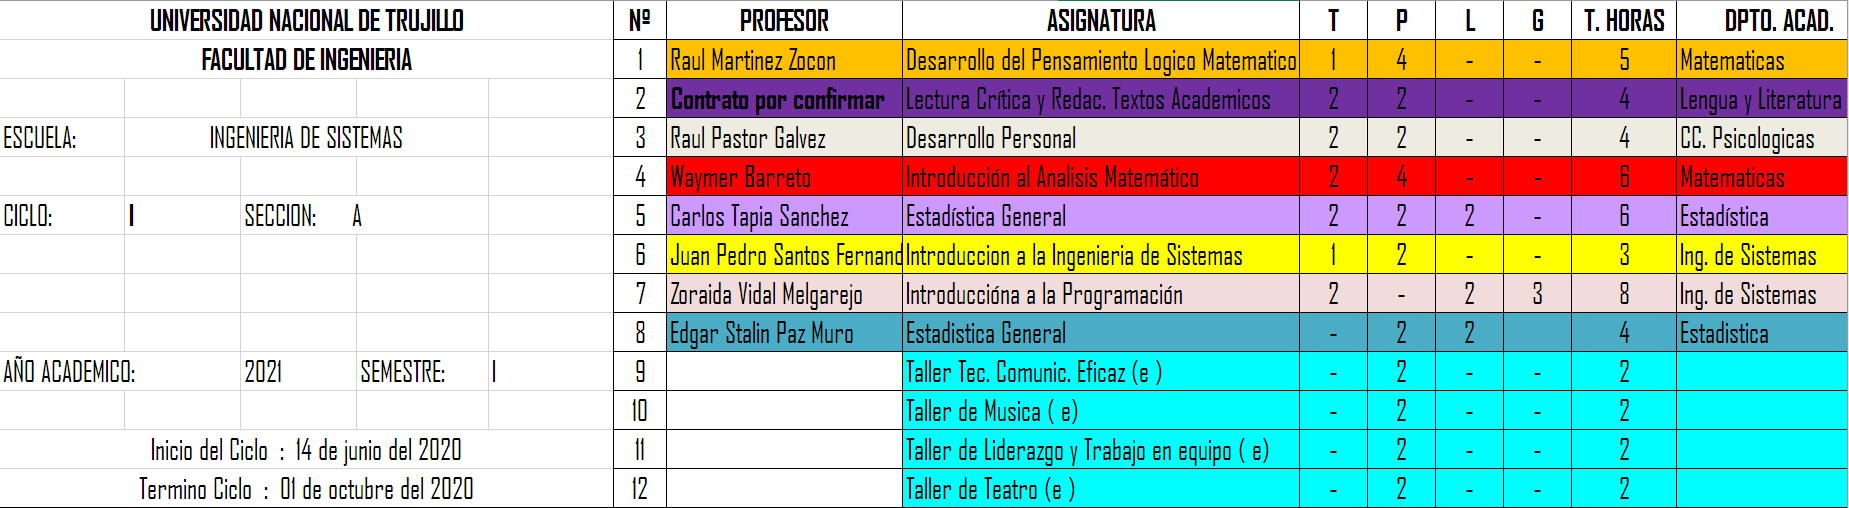 UNIVERSIDAD NACIONAL DE TRUJILLO
FACULTAD DE INGENIERIA
ESCUELA: INGENIERIA DE SISTEMAS
CICLO: I SECCION: A
AÑO ACADEMICO: 2021 SEMESTRE: I
Inicio del Ciclo : 14 de junio del 2020
Termino Ciclo : 01 de octubre del 2020
Nº PROFESOR ASIGNATURA T P L G T. HORAS DPTO. ACAD.
1 Raul Martinez Zocon Desarrollo del Pensamiento Logico Matematico 1 4 - - 5 Matematicas
2 Contrato por confirmar Lectura Crítica y Redac. Textos Academicos 2 2 - - 4 Lengua y Literatura
3 Raul Pastor Galvez Desarrollo Personal 2 2 - - 4 CC. Psicologicas
4 Waymer Barreto Introducción al Analisis Matemático 2 4 - - 6 Matematicas
5 Carlos Tapia Sanchez Estadística General 2 2 2 - 6 Estadística
6 Juan Pedro Santos Fernand Introduccion a la Ingenieria de Sistemas 1 2 - - 3 Ing. de Sistemas
7 Zoraida Vidal Melgarejo Introduccióna a la Programación 2 - 2 3 8 Ing. de Sistemas
8 Edgar Stalin Paz Muro Estadistica General - 2 2 4 Estadistica
9 Taller Tec. Comunic. Eficaz (e ) - 2 - - 2
10 Taller de Musica ( e) - 2 - - 2
11 Taller de Liderazgo y Trabajo en equipo ( e) - 2 - - 2
12 Taller de Teatro (e ) - 2 - - 2